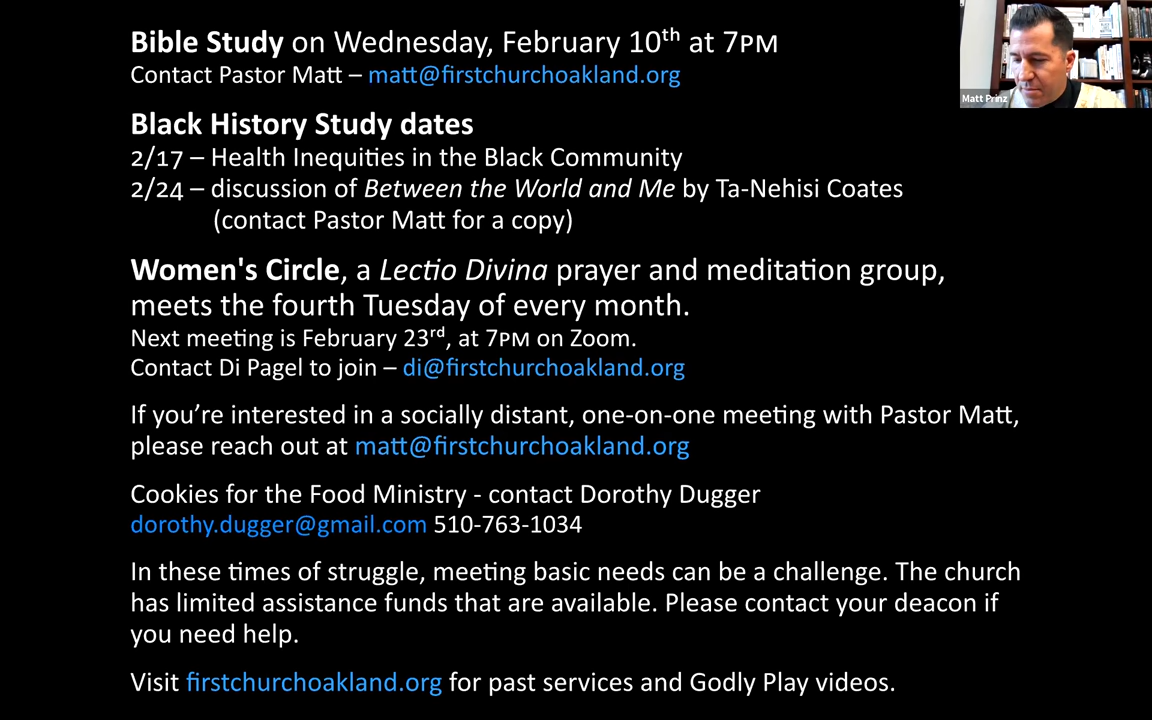 Bible Study on Wednesday, February 10th at 7PM
Contact Pastor Matt – matt@firstchurchoakland.org
Matt Prinz
Black History Study dates
2/17 – Health Inequities in the Black Community
2/24 – discussion of Between the World and Me by Ta-Nehisi Coates
(contact Pastor Matt for a copy)
Women's Circle, a Lectio Divina prayer and meditation group,
meets the fourth Tuesday of every month.
Next meeting is February 23rd, at 7PM on Zoom.
Contact Di Pagel to join – di@firstchurchoakland.org
If you’re interested in a socially distant, one-on-one meeting with Pastor Matt,
please reach out at matt@firstchurchoakland.org
Cookies for the Food Ministry - contact Dorothy Dugger
dorothy.dugger@gmail.com 510-763-1034
In these times of struggle, meeting basic needs can be a challenge. The church
has limited assistance funds that are available. Please contact your deacon if
you need help.
Visit firstchurchoakland.org for past services and Godly Play videos.